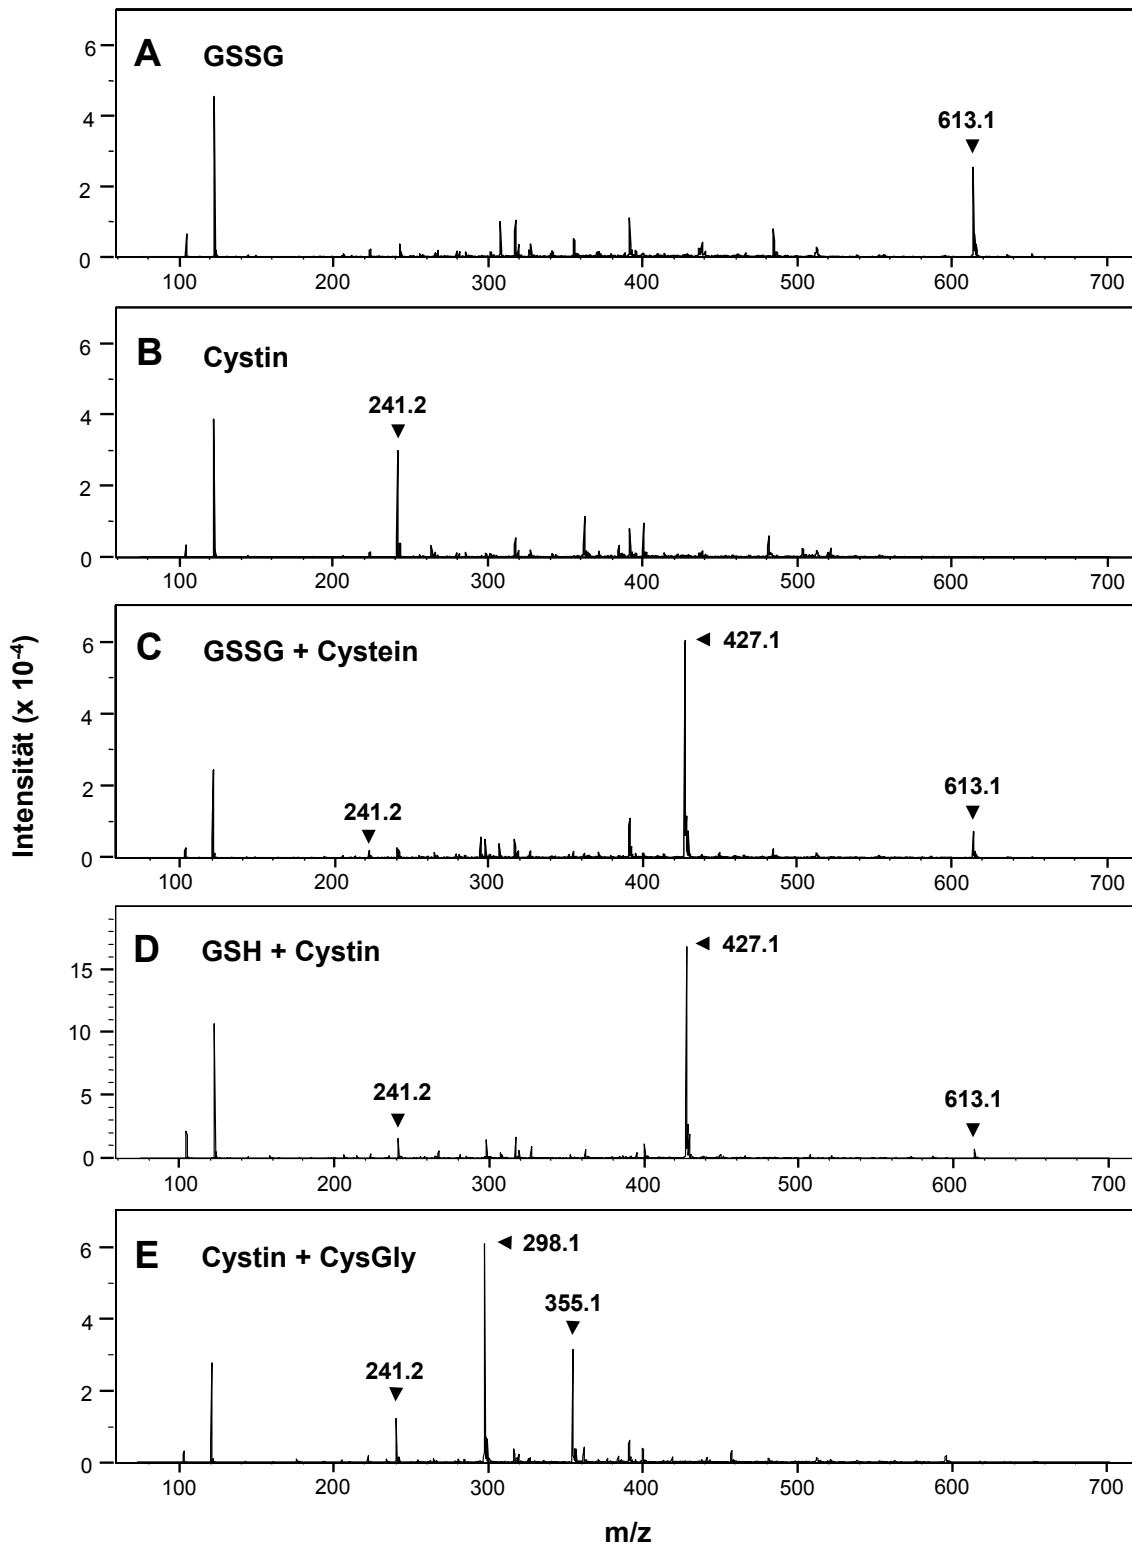 A GSSG
6
4
2
0
613.1
100 200 300 400 500 600 700
B Cystin
6
4
2
0
241.2
100 200 300 400 500 600 700
C GSSG + Cystein
6
4
2
0
427.1
241.2
613.1
100 200 300 400 500 600 700
D GSH + Cystin
15
10
5
0
427.1
241.2
613.1
100 200 300 400 500 600 700
E Cystin + CysGly
6
4
2
0
298.1
355.1
241.2
100 200 300 400 500 600 700
m/z
Intensität (x 10⁻⁴)